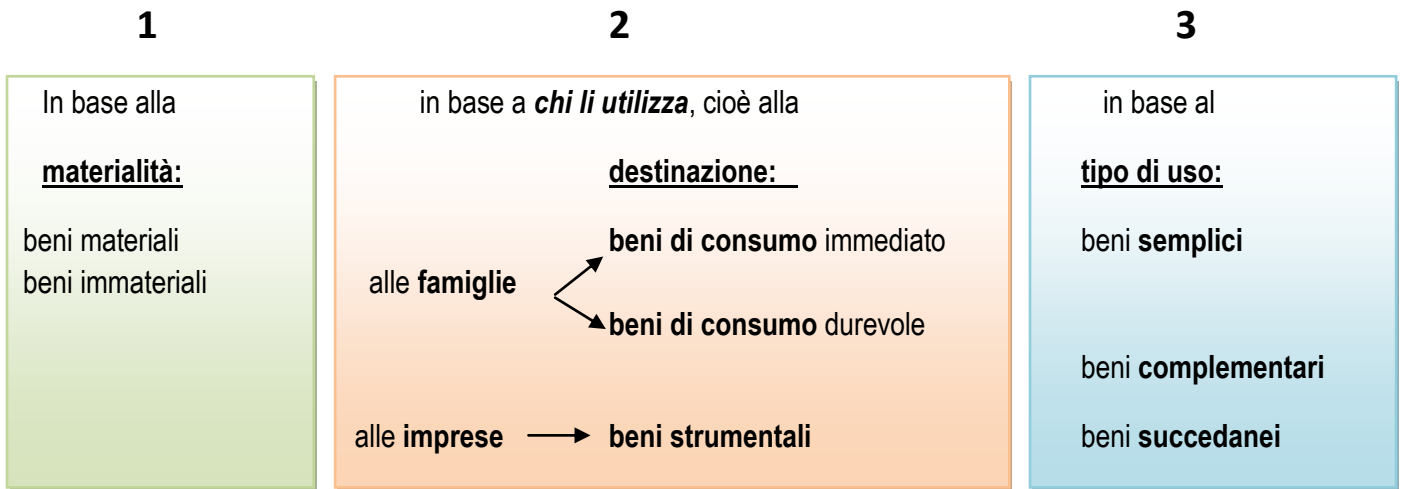 1
2
3
In base alla
materialità:
beni materiali
beni immateriali
in base a chi li utilizza, cioè alla
destinazione:
beni di consumo immediato
alle famiglie
beni di consumo durevole
alle imprese
beni strumentali
in base al
tipo di uso:
beni semplici
beni complementari
beni succedanei